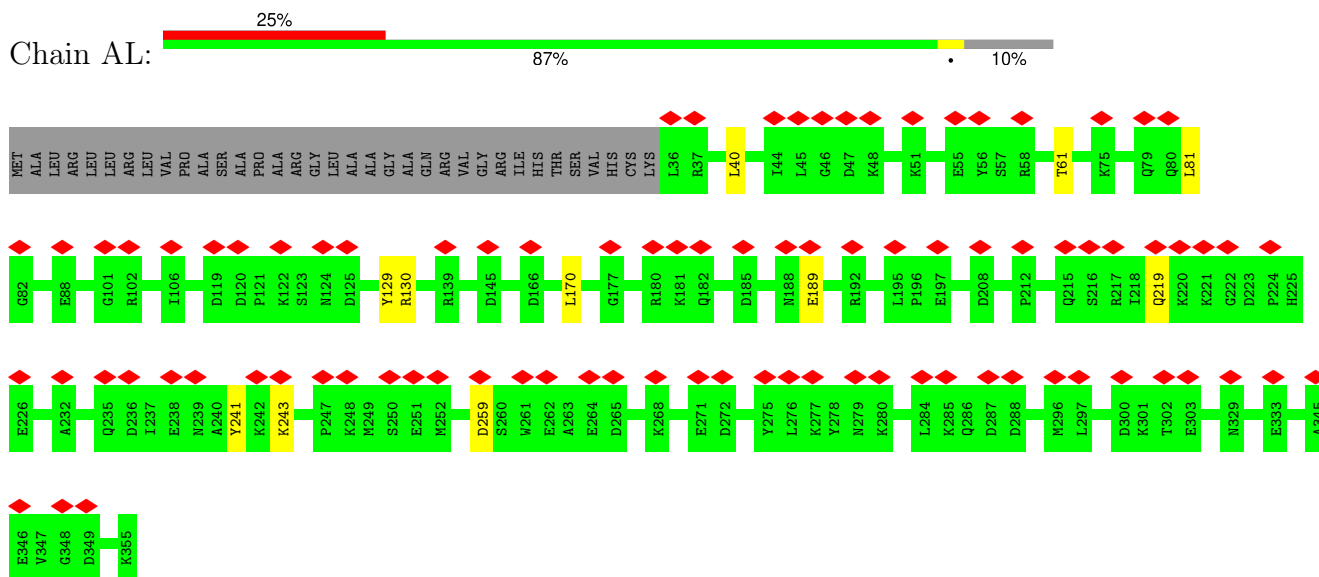 25%
Chain AL:
87% • 10%
MET ALA LEU ARG LEU LEU LEU ARG LEU VAL PRO ALA SER ALA PRO ALA ARG GLY LEU ALA ALA GLY ALA GLN ARG VAL GLY ARG ILE HIS THR SER VAL HIS CYS LYS L36 R37 L40 I44 L45 G46 D47 K48 K51 E55 Y56 S57 R58 T61 K75 Q79 Q80 L81
G82 E88 G101 R102 I106 D119 D120 P121 K122 S123 N124 D125 Y129 R130 R139 D145 D166 L170 G177 R180 K181 Q182 D185 N188 E189 R192 L195 P196 E197 D208 P212 Q215 S216 R217 I218 Q219 K220 K221 G222 D223 P224 H225
E226 A232 Q235 D236 I237 E238 N239 A240 Y241 K242 K243 P247 K248 M249 S250 E251 M252 D259 S260 W261 E262 A263 E264 D265 K268 E271 D272 Y275 L276 K277 Y278 N279 K280 L284 K285 Q286 D287 D288 M296 L297 D300 K301 T302 E303 N329 E333 A345
E346 V347 G348 D349 K355